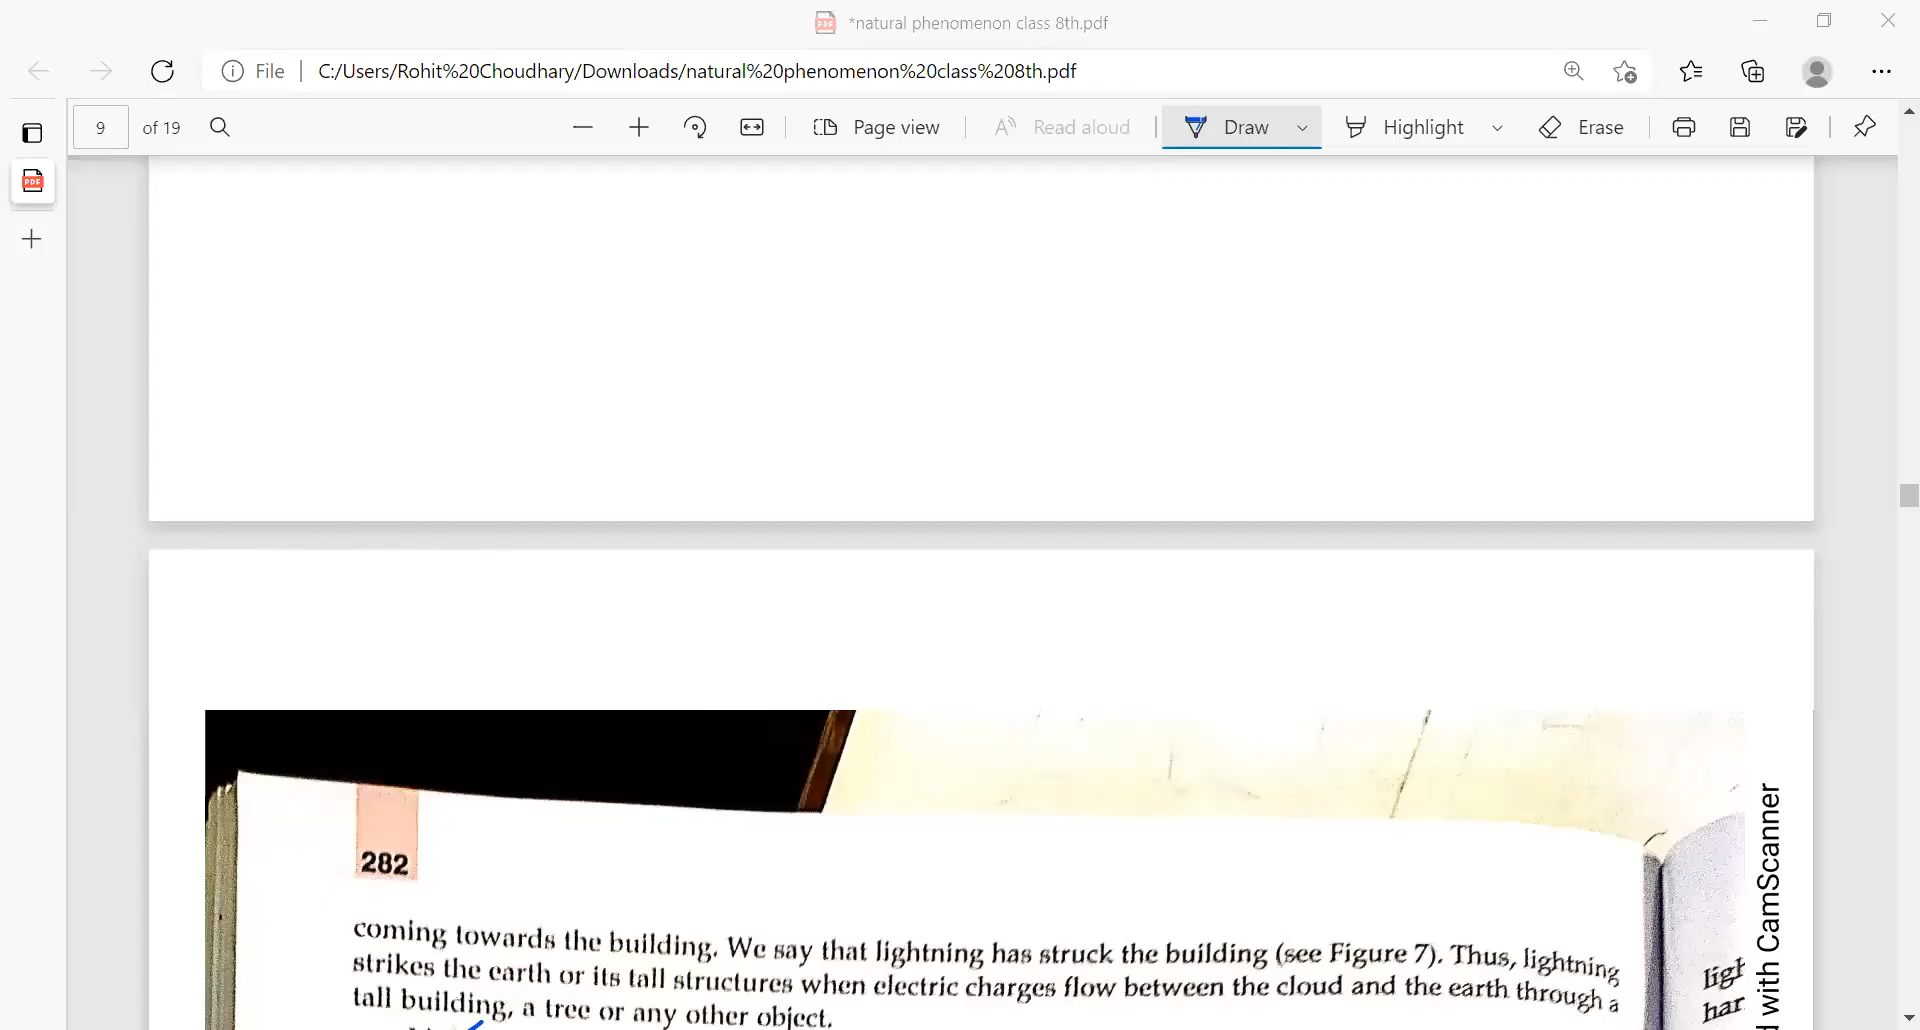 *natural phenomenon class 8th.pdf
File C:/Users/Rohit%20Choudhary/Downloads/natural%20phenomenon%20class%208th.pdf
9 of 19 Page view Read aloud Draw Highlight Erase
282
coming towards the building. We say that lightning has struck the building (see Figure 7). Thus, lightning
strikes the earth or its tall structures when electric charges flow between the cloud and the earth through a
tall building, a tree or any other object.
ligh
har
d with CamScanner